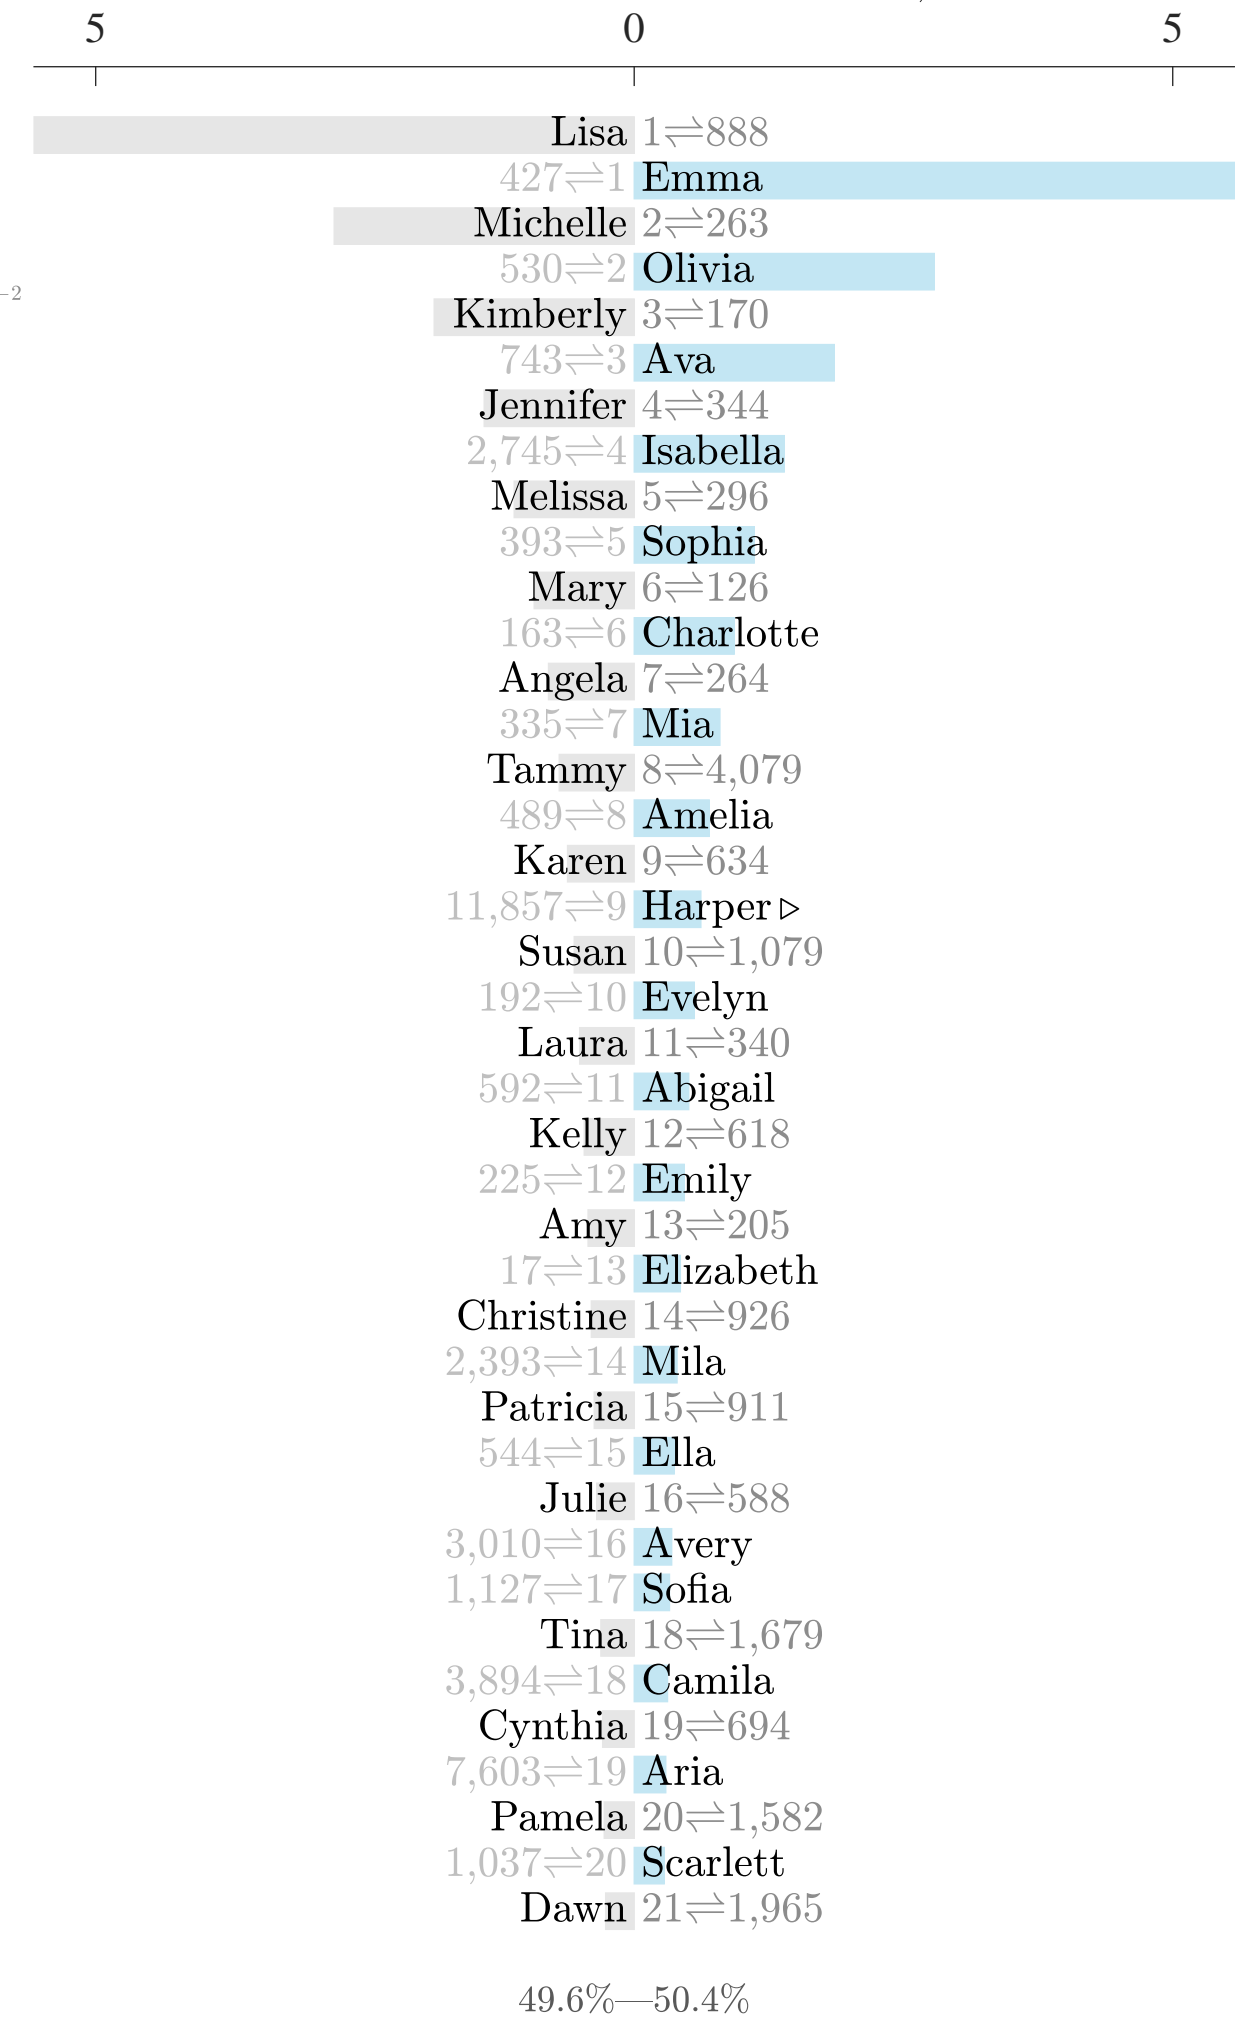 5 0 5
Lisa 1⇌888
427⇌1 Emma
Michelle 2⇌263
530⇌2 Olivia
−2
Kimberly 3⇌170
743⇌3 Ava
Jennifer 4⇌344
2,745⇌4 Isabella
Melissa 5⇌296
393⇌5 Sophia
Mary 6⇌126
163⇌6 Charlotte
Angela 7⇌264
335⇌7 Mia
Tammy 8⇌4,079
489⇌8 Amelia
Karen 9⇌634
11,857⇌9 Harper ▷
Susan 10⇌1,079
192⇌10 Evelyn
Laura 11⇌340
592⇌11 Abigail
Kelly 12⇌618
225⇌12 Emily
Amy 13⇌205
17⇌13 Elizabeth
Christine 14⇌926
2,393⇌14 Mila
Patricia 15⇌911
544⇌15 Ella
Julie 16⇌588
3,010⇌16 Avery
1,127⇌17 Sofia
Tina 18⇌1,679
3,894⇌18 Camila
Cynthia 19⇌694
7,603⇌19 Aria
Pamela 20⇌1,582
1,037⇌20 Scarlett
Dawn 21⇌1,965
49.6%—50.4%